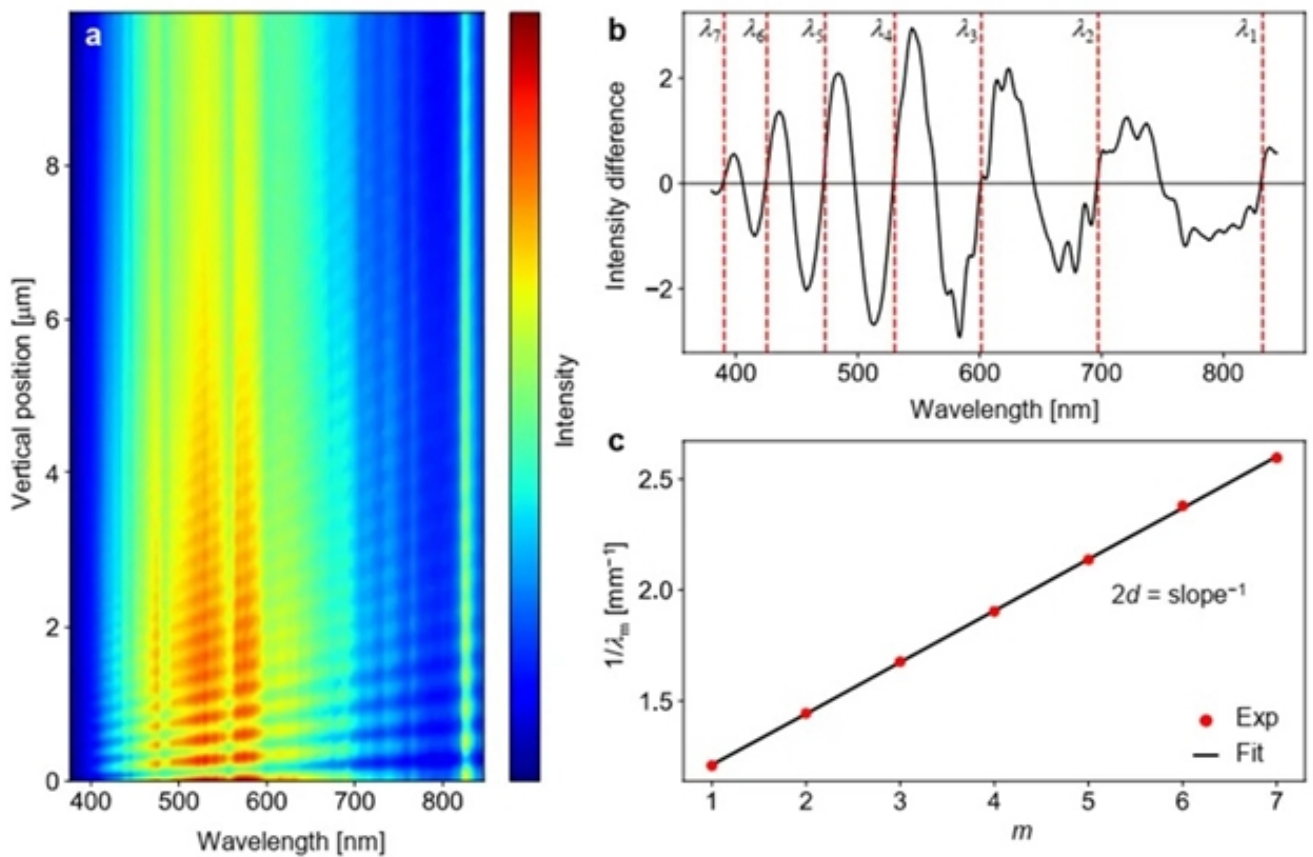 a
8
6
4
2
0
Vertical position [μm]
400 500 600 700 800
Wavelength [nm]
Intensity
b
λ₇ λ₆ λ₅ λ₄ λ₃ λ₂ λ₁
2
0
−2
Intensity difference
400 500 600 700 800
Wavelength [nm]
c
2.5
2.0
1.5
1/λₘ [mm⁻¹]
2d = slope⁻¹
Exp
Fit
1 2 3 4 5 6 7
m